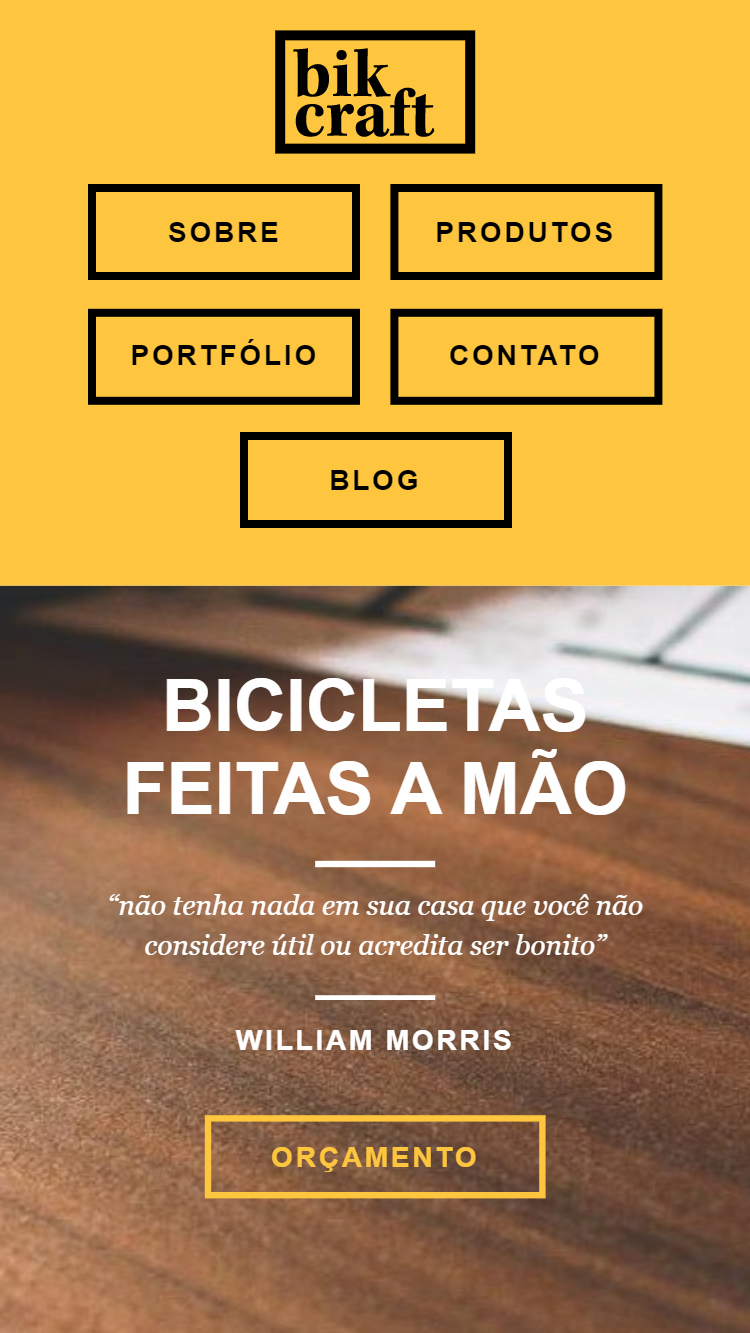 bik
craft
SOBRE
PRODUTOS
PORTFÓLIO
CONTATO
BLOG
BICICLETAS
FEITAS A MÃO
“não tenha nada em sua casa que você não
considere útil ou acredita ser bonito”
WILLIAM MORRIS
ORÇAMENTO